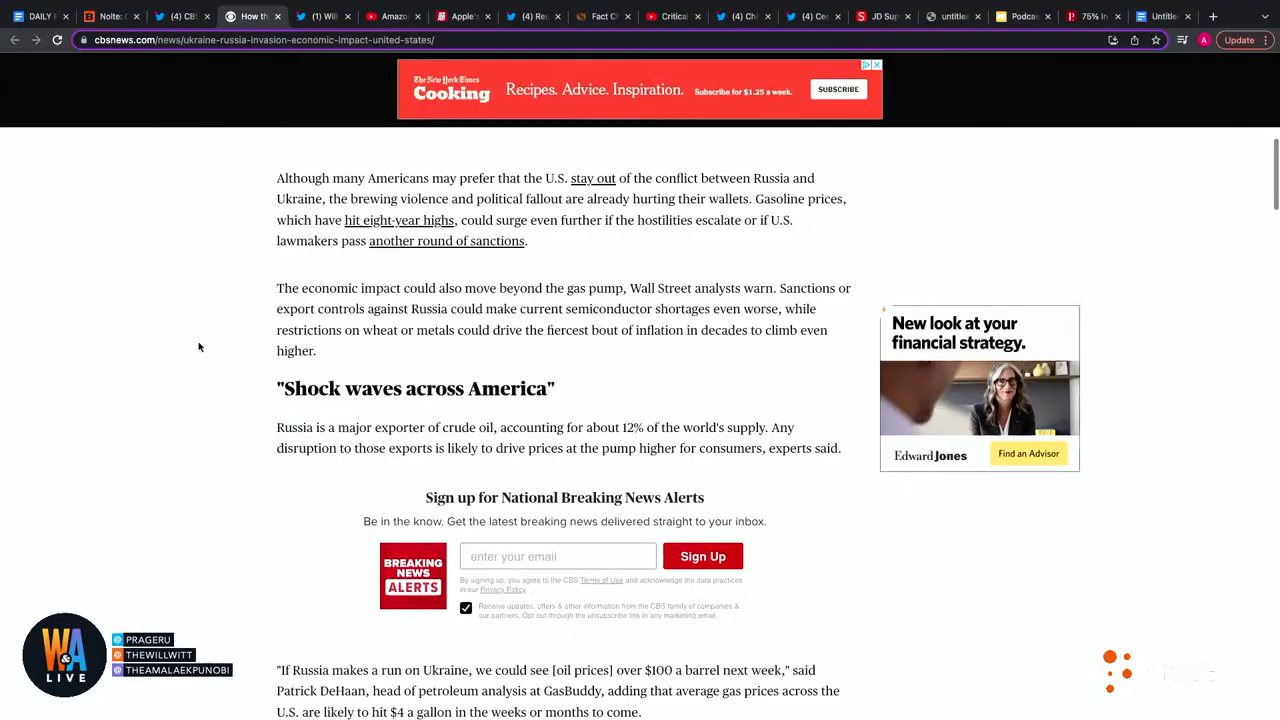 DAILY
Nolte: C
(4) CBS
How th
(1) Wil
Amazo
Apple's
(4) Reu
Fact C
Critical
(4) Cha
(4) Cec
JD Sup
untitled
Podcas
75% In
Untitle
cbsnews.com/news/ukraine-russia-invasion-economic-impact-united-states/
A
Update
The New York Times
Cooking
Recipes. Advice. Inspiration.
Subscribe for $1.25 a week.
SUBSCRIBE
Although many Americans may prefer that the U.S. stay out of the conflict between Russia and
Ukraine, the brewing violence and political fallout are already hurting their wallets. Gasoline prices,
which have hit eight-year highs, could surge even further if the hostilities escalate or if U.S.
lawmakers pass another round of sanctions.
The economic impact could also move beyond the gas pump, Wall Street analysts warn. Sanctions or
export controls against Russia could make current semiconductor shortages even worse, while
restrictions on wheat or metals could drive the fiercest bout of inflation in decades to climb even
higher.
New look at your
financial strategy.
Edward Jones
Find an Advisor
"Shock waves across America"
Russia is a major exporter of crude oil, accounting for about 12% of the world's supply. Any
disruption to those exports is likely to drive prices at the pump higher for consumers, experts said.
Sign up for National Breaking News Alerts
Be in the know. Get the latest breaking news delivered straight to your inbox.
BREAKING
NEWS
ALERTS
enter your email
Sign Up
By signing up, you agree to the CBS Terms of Use and acknowledge the data practices
in our Privacy Policy.
Receive updates, offers & other information from the CBS family of companies &
our partners. Opt out through the unsubscribe link in any marketing email.
"If Russia makes a run on Ukraine, we could see [oil prices] over $100 a barrel next week," said
Patrick DeHaan, head of petroleum analysis at GasBuddy, adding that average gas prices across the
U.S. are likely to hit $4 a gallon in the weeks or months to come.
W&A
LIVE
@ PRAGERU
@ THEWILLWITT
@ THEAMALAEKPUNOBI